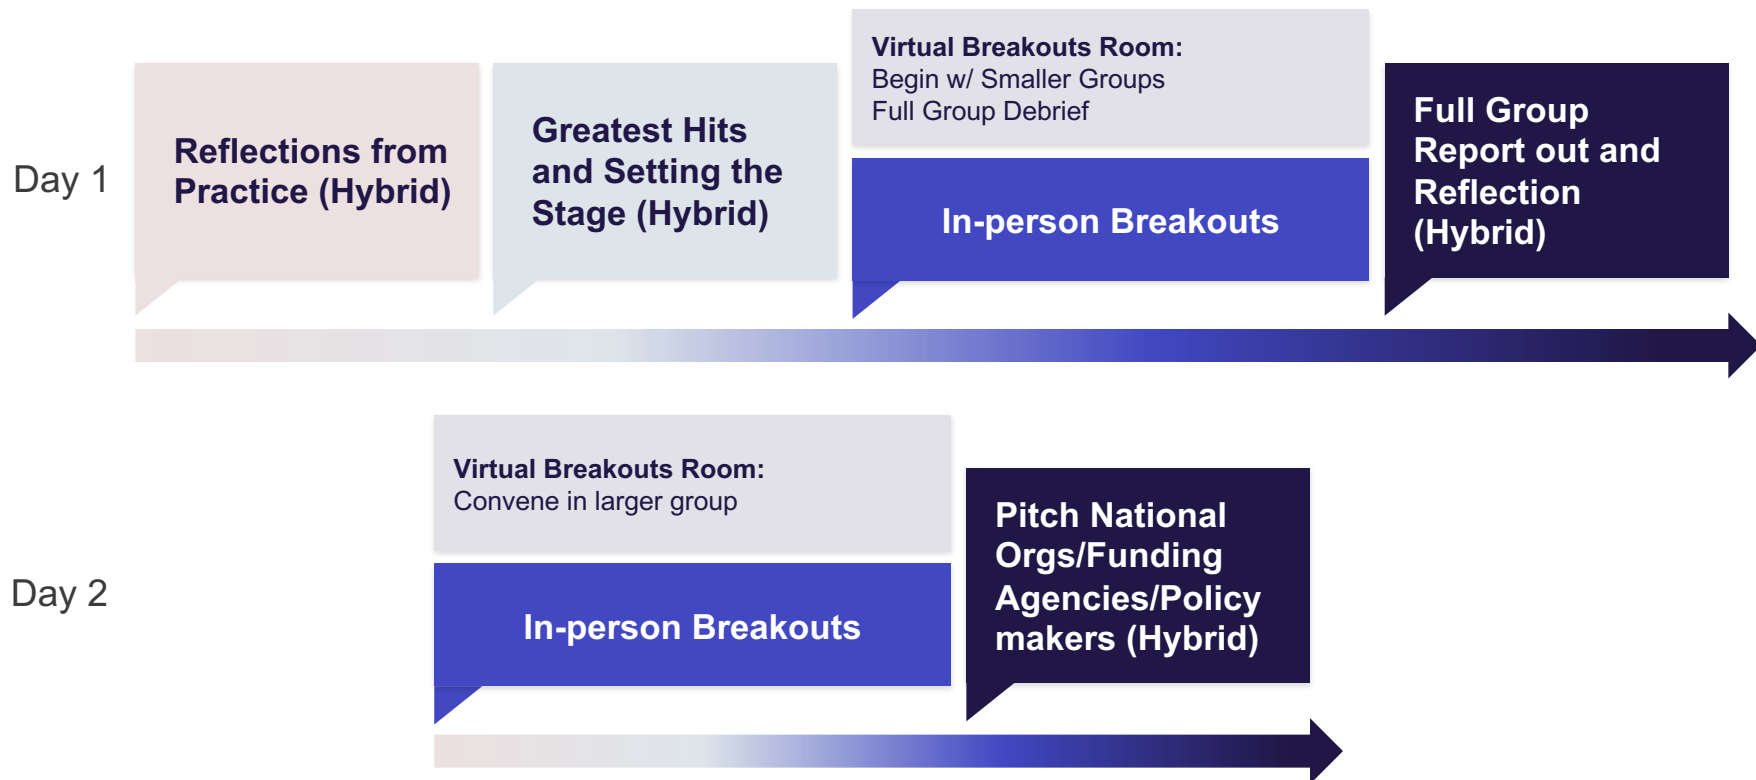 Day 1
Reflections from
Practice (Hybrid)
Greatest Hits
and Setting the
Stage (Hybrid)
Virtual Breakouts Room:
Begin w/ Smaller Groups
Full Group Debrief
In-person Breakouts
Full Group
Report out and
Reflection
(Hybrid)
Day 2
Virtual Breakouts Room:
Convene in larger group
In-person Breakouts
Pitch National
Orgs/Funding
Agencies/Policy
makers (Hybrid)